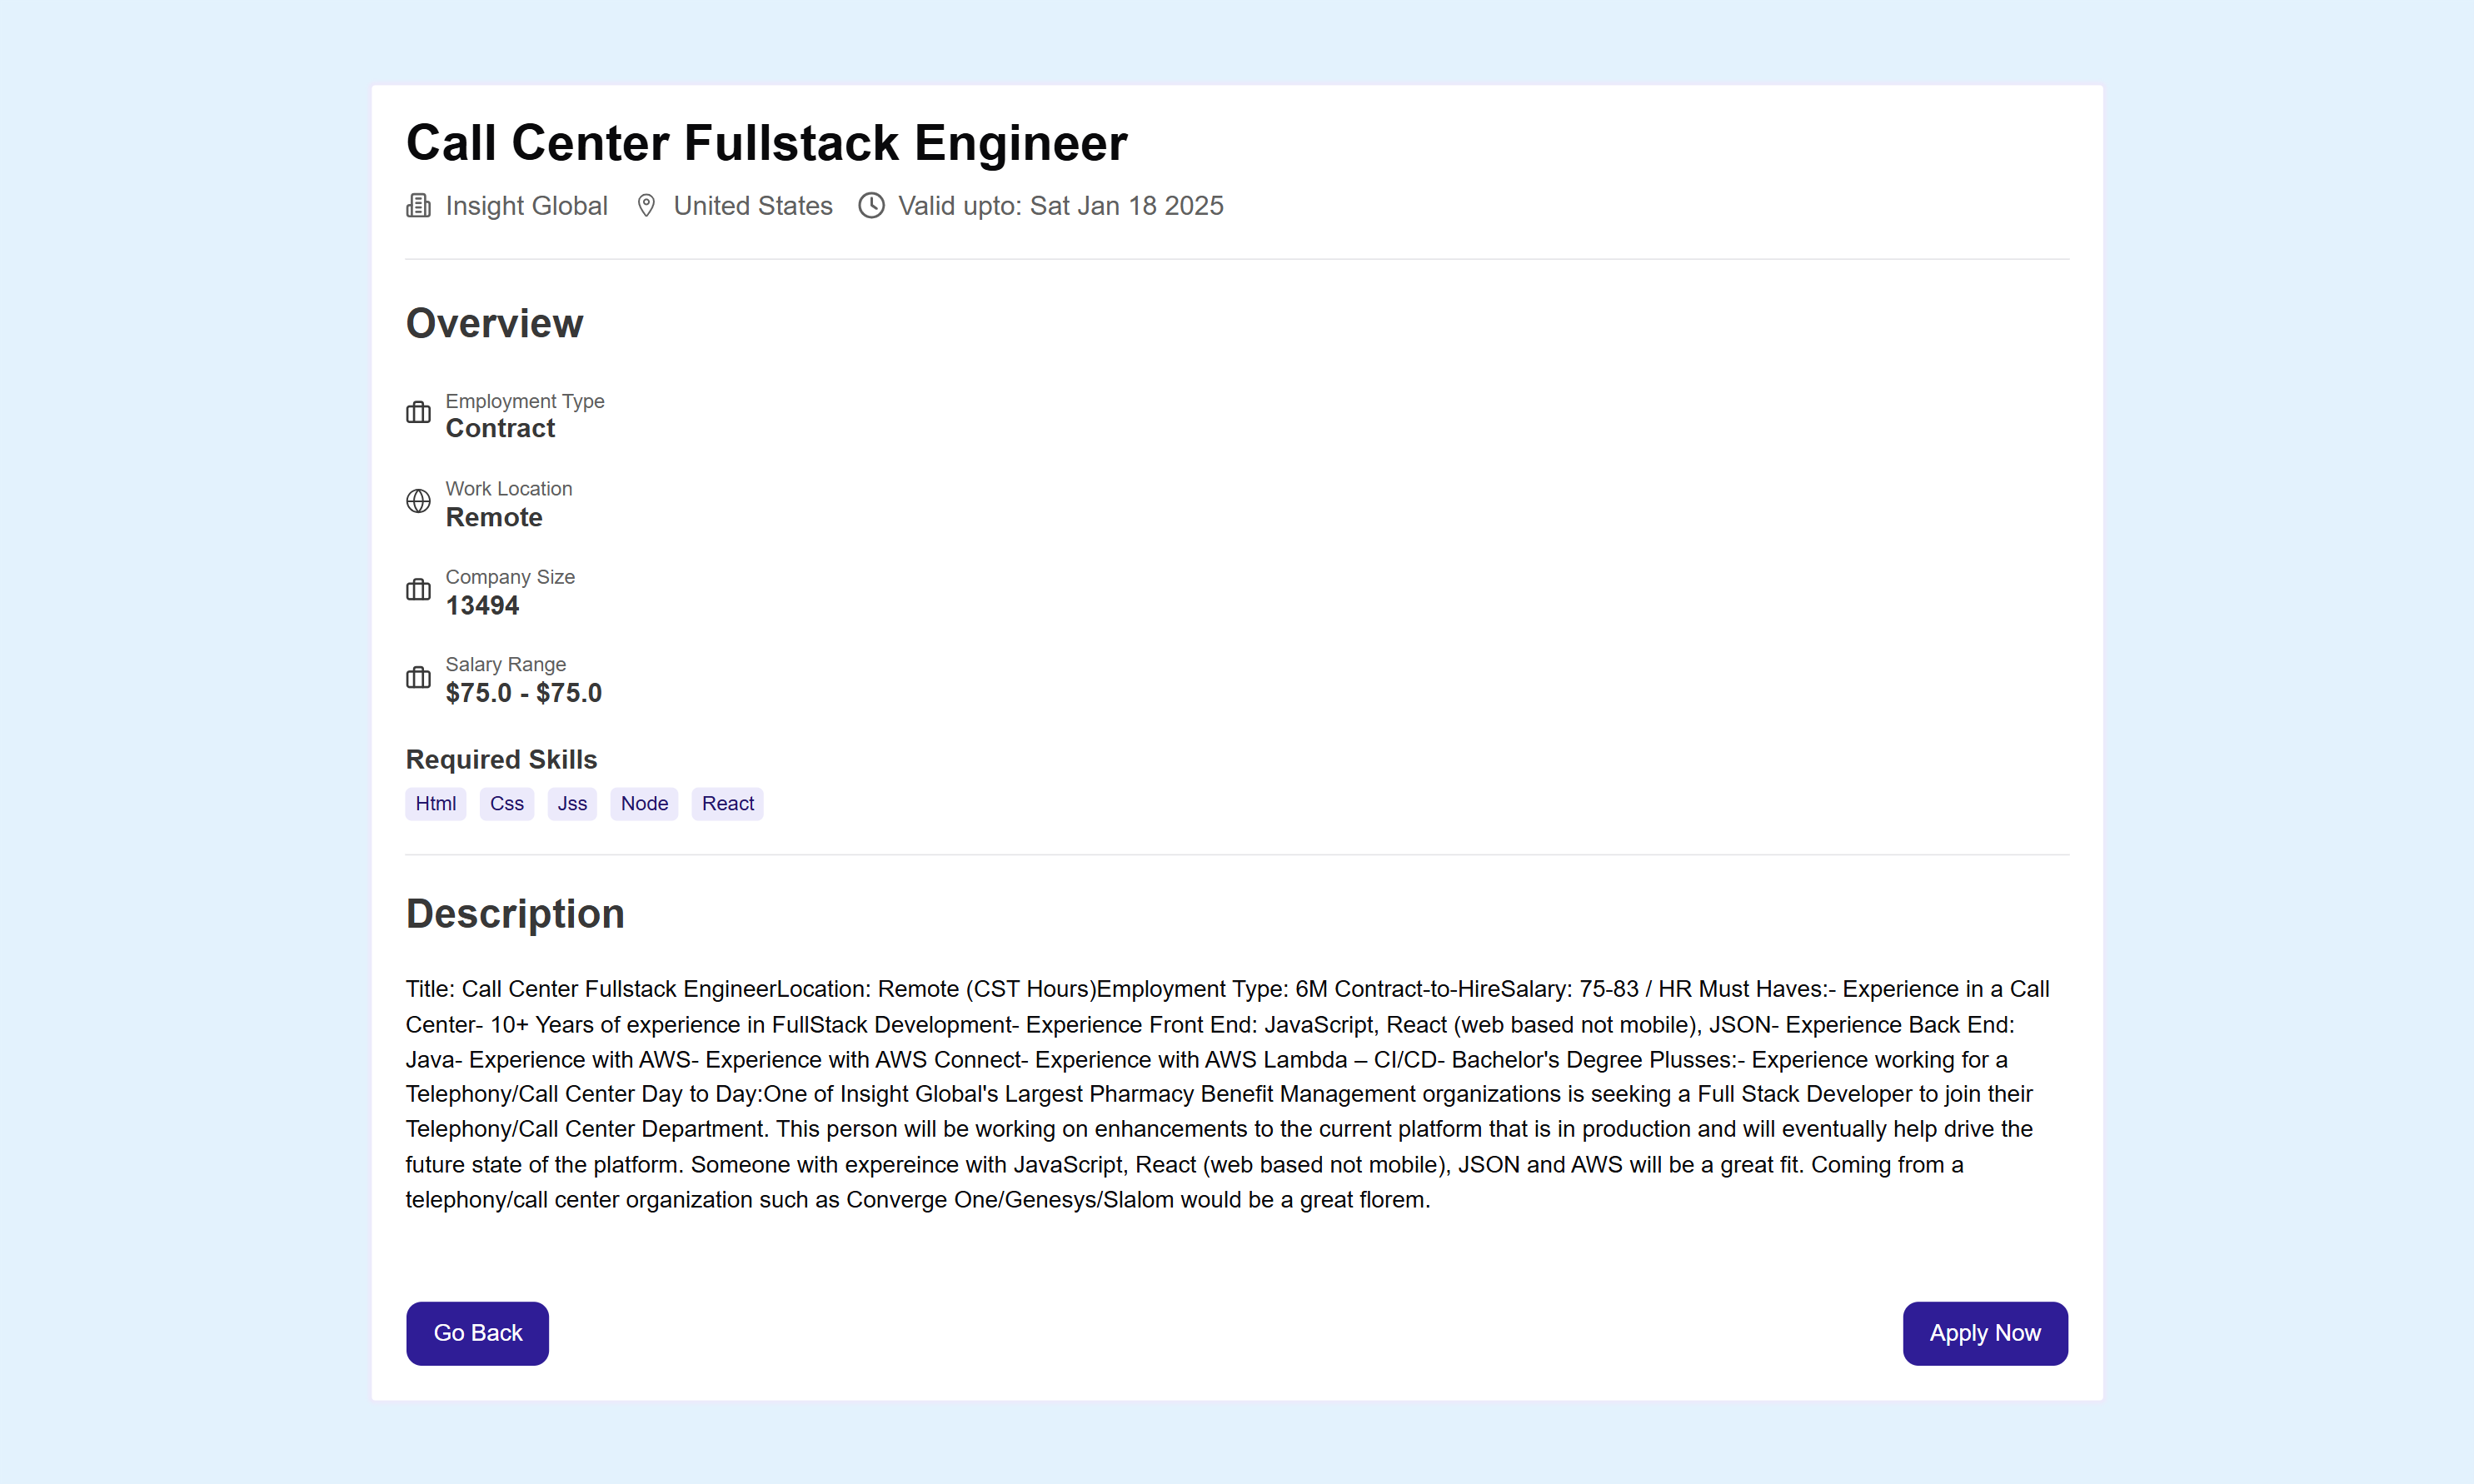 Call Center Fullstack Engineer
Insight Global United States Valid upto: Sat Jan 18 2025
Overview
Employment Type
Contract
Work Location
Remote
Company Size
13494
Salary Range
$75.0 - $75.0
Required Skills
Html Css Jss Node React
Description
Title: Call Center Fullstack EngineerLocation: Remote (CST Hours)Employment Type: 6M Contract-to-HireSalary: 75-83 / HR Must Haves:- Experience in a Call
Center- 10+ Years of experience in FullStack Development- Experience Front End: JavaScript, React (web based not mobile), JSON- Experience Back End:
Java- Experience with AWS- Experience with AWS Connect- Experience with AWS Lambda – CI/CD- Bachelor's Degree Plusses:- Experience working for a
Telephony/Call Center Day to Day:One of Insight Global's Largest Pharmacy Benefit Management organizations is seeking a Full Stack Developer to join their
Telephony/Call Center Department. This person will be working on enhancements to the current platform that is in production and will eventually help drive the
future state of the platform. Someone with expereince with JavaScript, React (web based not mobile), JSON and AWS will be a great fit. Coming from a
telephony/call center organization such as Converge One/Genesys/Slalom would be a great florem.
Go Back Apply Now